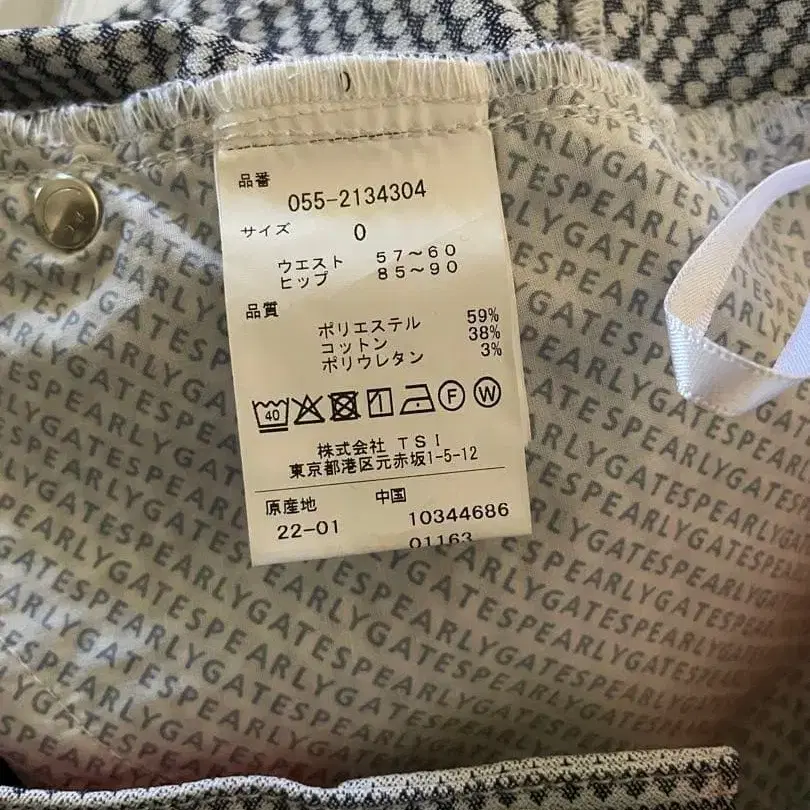 品番
055-2134304
サイズ 0
ウエスト 57～60
ヒップ 85～90
品質
ポリエステル 59%
コットン 38%
ポリウレタン 3%
40 F W
株式会社 TSI
東京都港区元赤坂1-5-12
原産地 中国
22-01 10344686
01163
PEARLYGATESPEARLYGATESPEARLYGATES